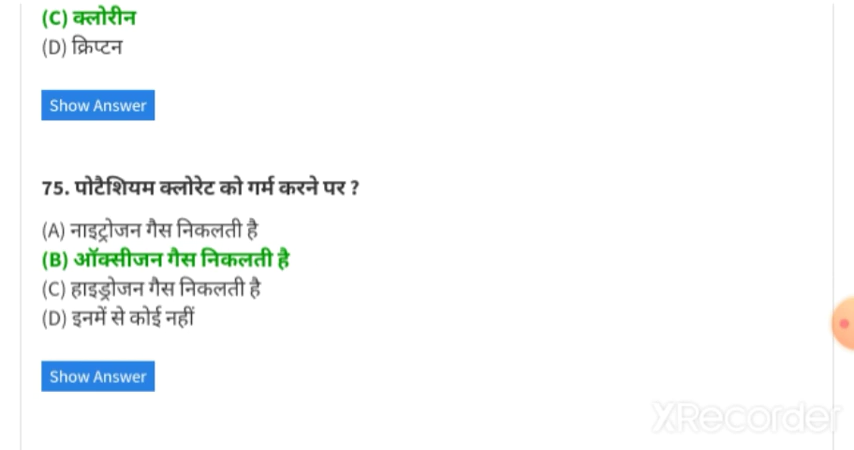 (C) क्लोरीन
(D) क्रिप्टन
Show Answer
75. पोटैशियम क्लोरेट को गर्म करने पर ?
(A) नाइट्रोजन गैस निकलती है
(B) ऑक्सीजन गैस निकलती है
(C) हाइड्रोजन गैस निकलती है
(D) इनमें से कोई नहीं
Show Answer
XRecorder